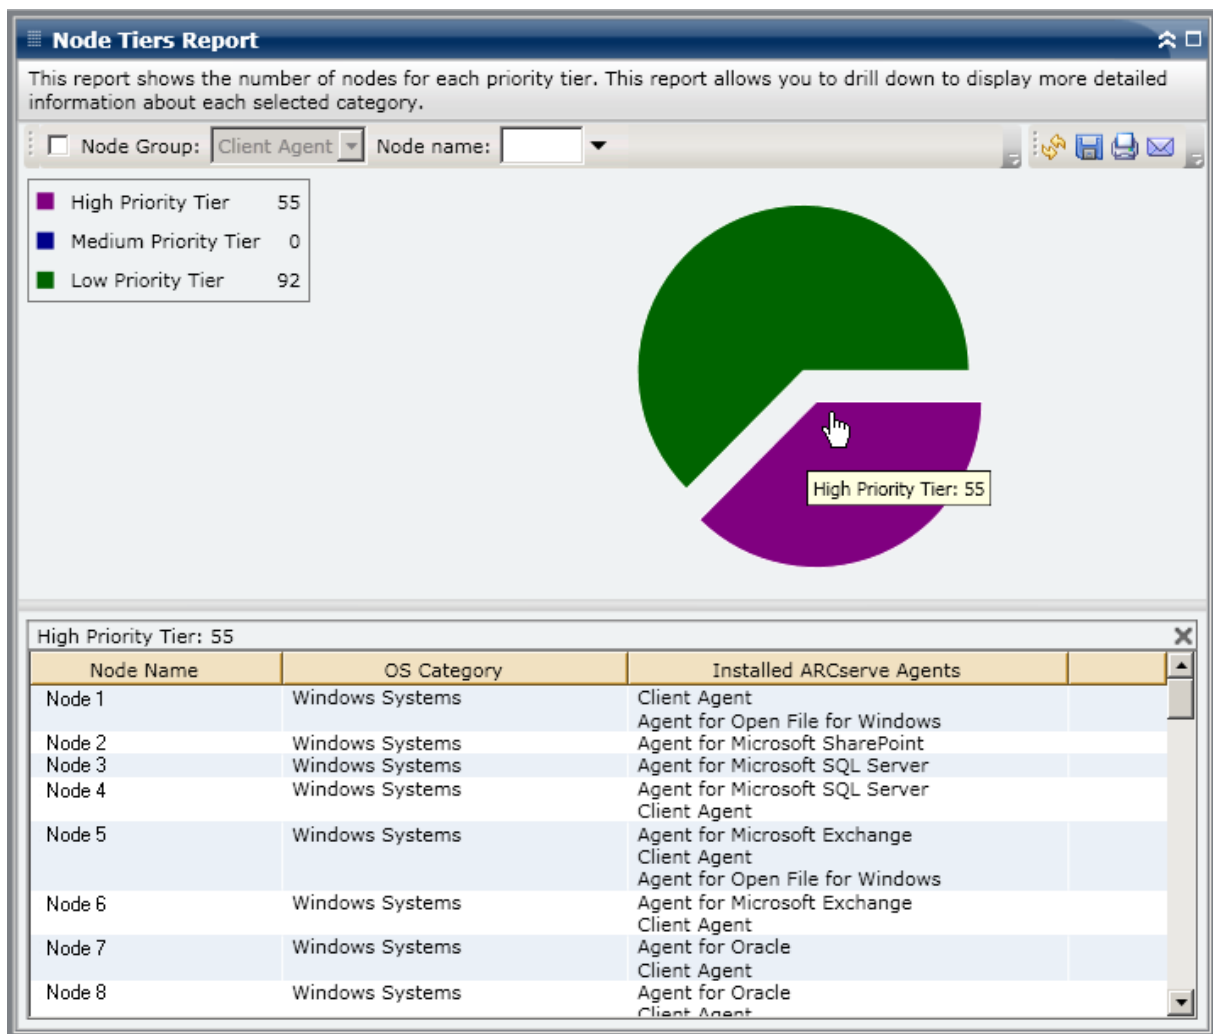 Node Tiers Report
This report shows the number of nodes for each priority tier. This report allows you to drill down to display more detailed
information about each selected category.
Node Group: Client Agent Node name:
High Priority Tier 55
Medium Priority Tier 0
Low Priority Tier 92
High Priority Tier: 55
High Priority Tier: 55
Node Name OS Category Installed ARCserve Agents
Node 1 Windows Systems Client Agent
Agent for Open File for Windows
Node 2 Windows Systems Agent for Microsoft SharePoint
Node 3 Windows Systems Agent for Microsoft SQL Server
Node 4 Windows Systems Agent for Microsoft SQL Server
Client Agent
Node 5 Windows Systems Agent for Microsoft Exchange
Client Agent
Agent for Open File for Windows
Node 6 Windows Systems Agent for Microsoft Exchange
Client Agent
Node 7 Windows Systems Agent for Oracle
Client Agent
Node 8 Windows Systems Agent for Oracle
Client Agent